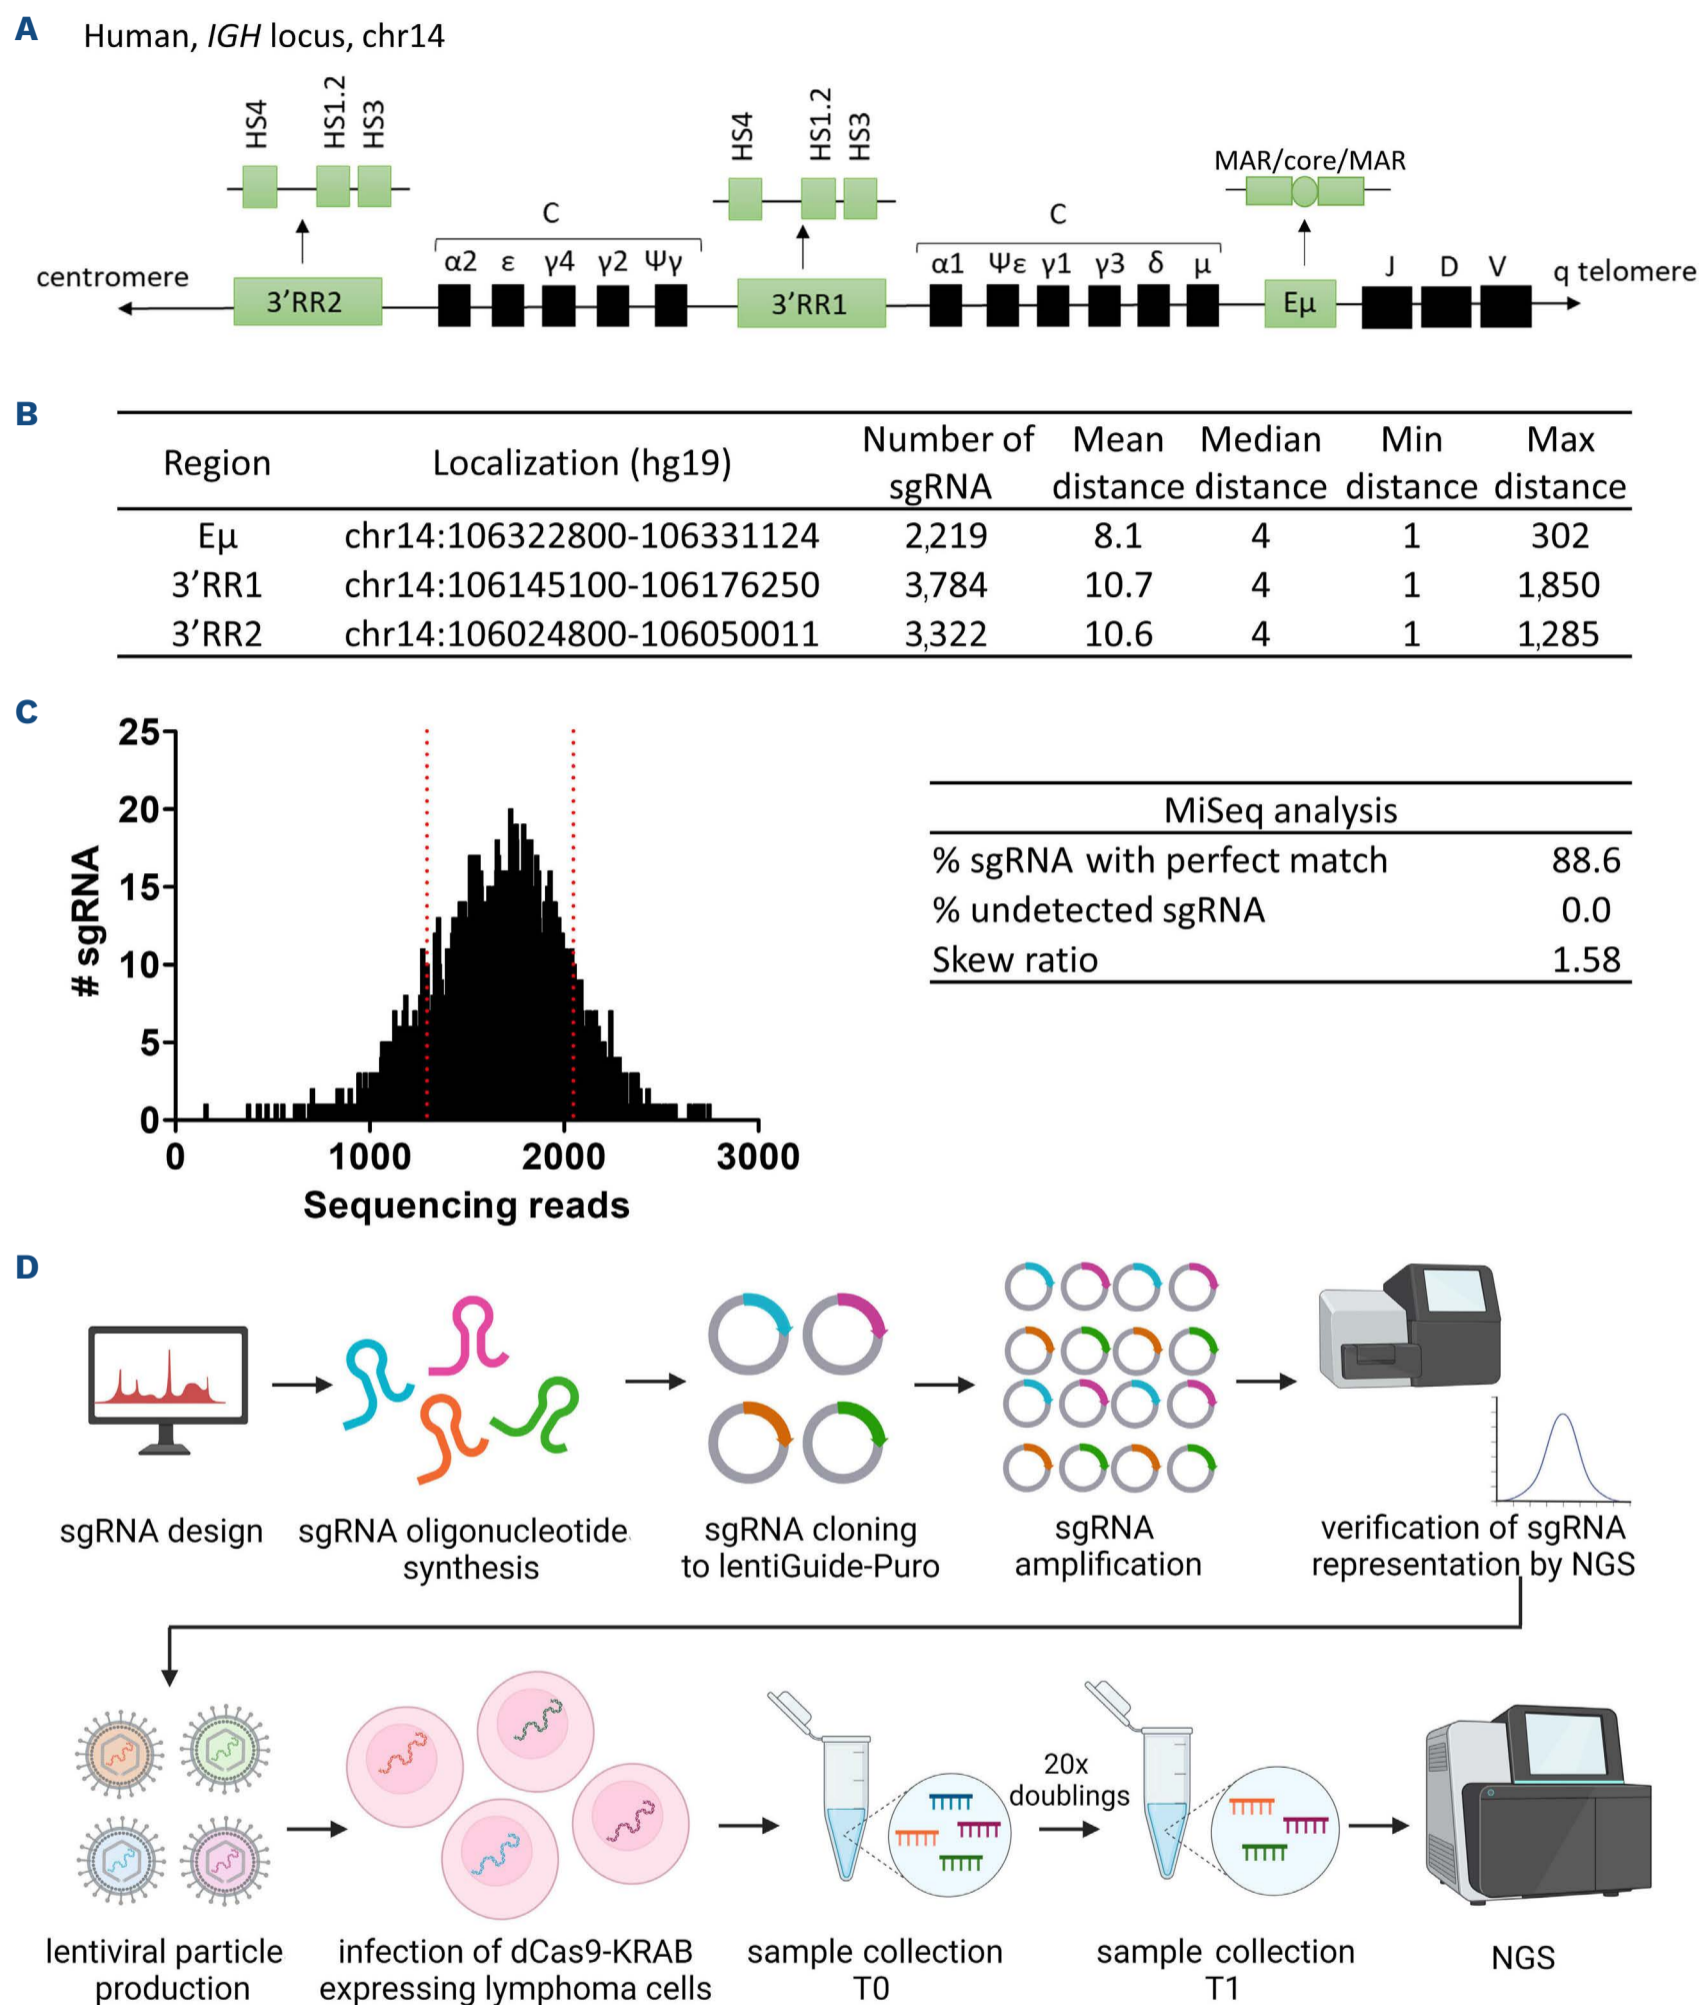 A
Human, IGH locus, chr14
HS4
HS1.2
HS3
HS4
HS1.2
HS3
MAR/core/MAR
C
C
α2 ε γ4 γ2 Ψγ
α1 Ψε γ1 γ3 δ μ
J D V
centromere
q telomere
3’RR2
3’RR1
Eμ
B
Region Localization (hg19) Number of sgRNA Mean distance Median distance Min distance Max distance
Eμ chr14:106322800-106331124 2,219 8.1 4 1 302
3’RR1 chr14:106145100-106176250 3,784 10.7 4 1 1,850
3’RR2 chr14:106024800-106050011 3,322 10.6 4 1 1,285
C
25
20
15
10
5
0
# sgRNA
0 1000 2000 3000
Sequencing reads
MiSeq analysis
% sgRNA with perfect match 88.6
% undetected sgRNA 0.0
Skew ratio 1.58
D
sgRNA design
sgRNA oligonucleotide
synthesis
sgRNA cloning
to lentiGuide-Puro
sgRNA
amplification
verification of sgRNA
representation by NGS
20x
doublings
lentiviral particle
production
infection of dCas9-KRAB
expressing lymphoma cells
sample collection
T0
sample collection
T1
NGS